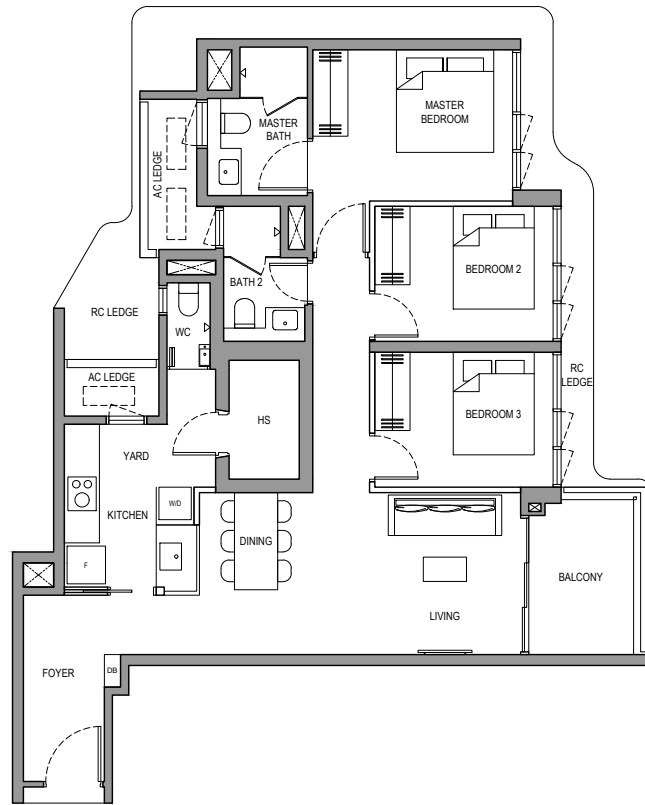 MASTER
BEDROOM
MASTER
BATH
AC LEDGE
BEDROOM 2
BATH 2
RC LEDGE
WC
RC
LEDGE
AC LEDGE
BEDROOM 3
HS
YARD
W/D
KITCHEN
DINING
F
BALCONY
LIVING
FOYER
DB